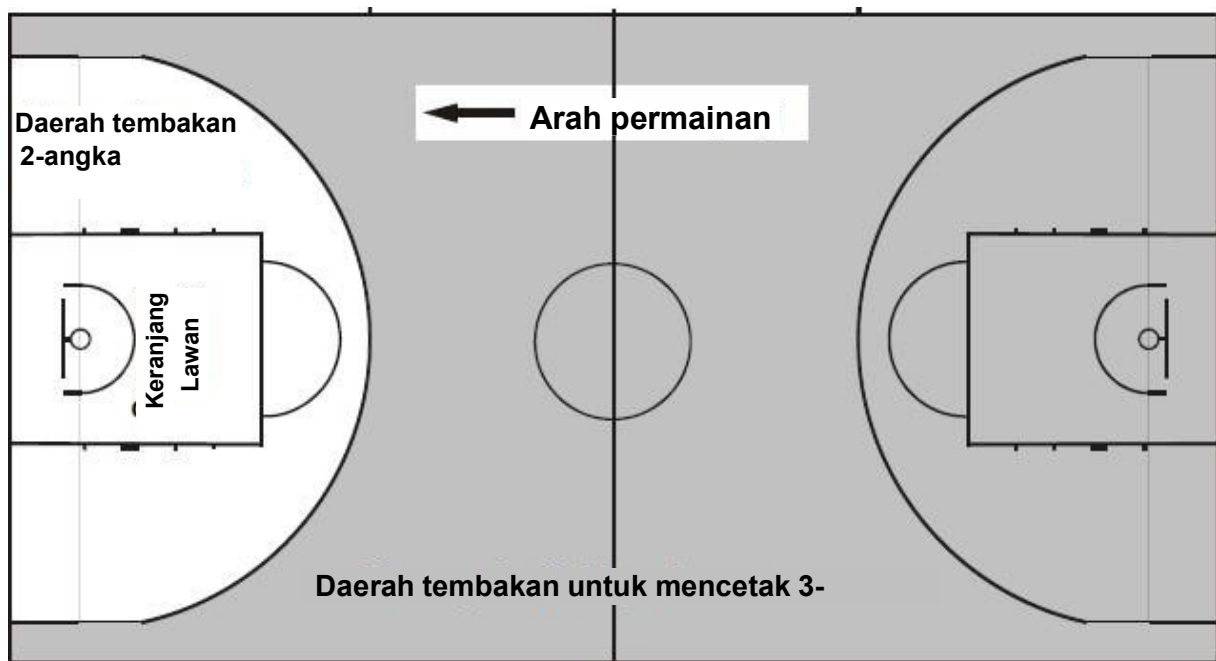 Arah permainan
Daerah tembakan
2-angka
Keranjang
Lawan
Daerah tembakan untuk mencetak 3-